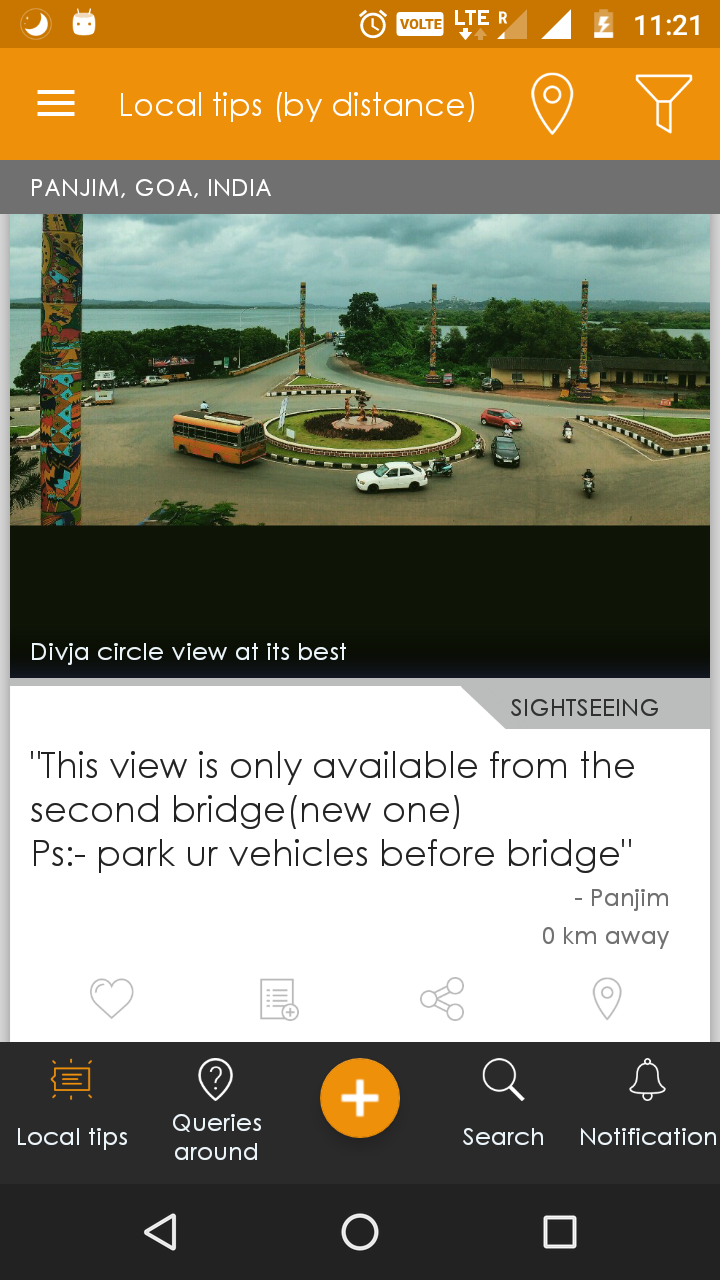 VOLTE LTE R 11:21
Local tips (by distance)
PANJIM, GOA, INDIA
Divja circle view at its best
SIGHTSEEING
"This view is only available from the
second bridge(new one)
Ps:- park ur vehicles before bridge"
- Panjim
0 km away
?
Local tips
Queries
around
Search
Notification